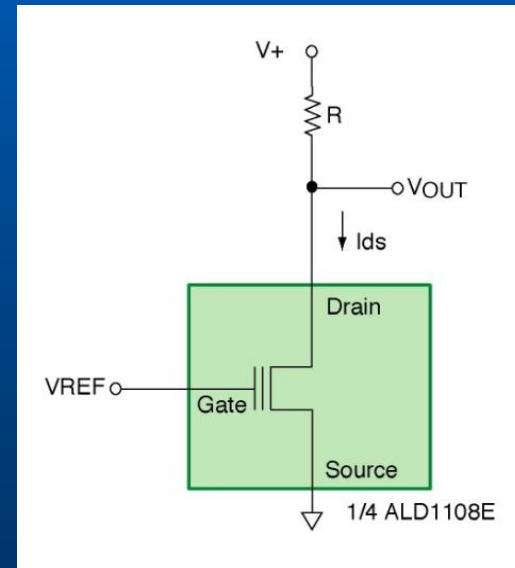 V+
R
VOUT
Ids
Drain
VREF
Gate
Source
1/4 ALD1108E